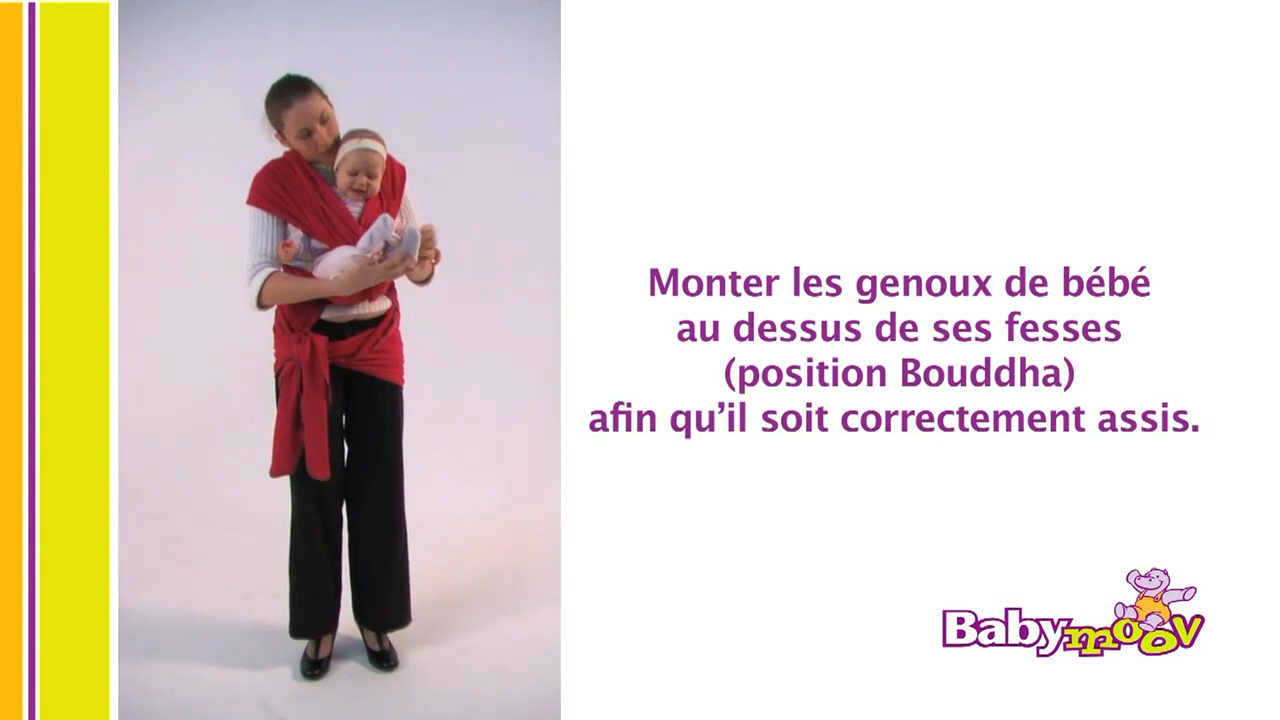 Monter les genoux de bébé
au dessus de ses fesses
(position Bouddha)
afin qu’il soit correctement assis.
Babymoov